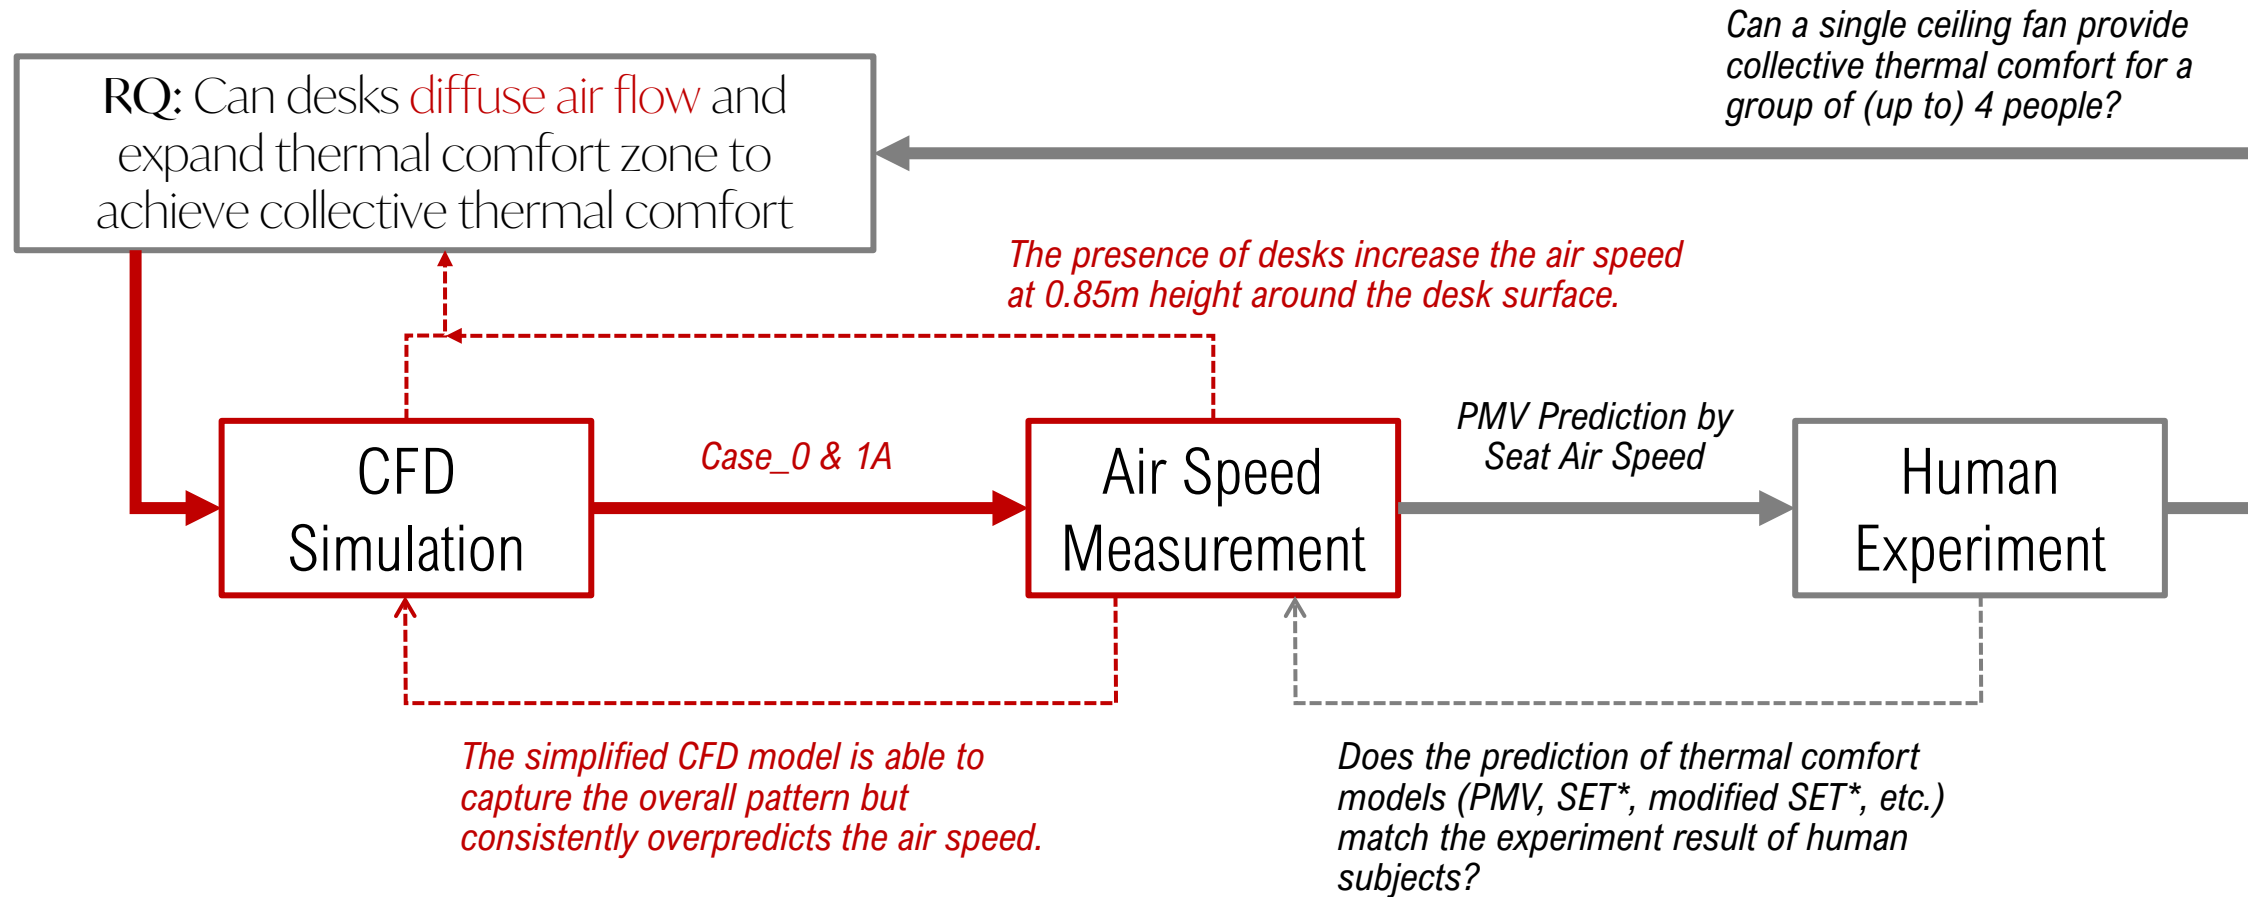 Can a single ceiling fan provide
collective thermal comfort for a
group of (up to) 4 people?
RQ: Can desks diffuse air flow and
expand thermal comfort zone to
achieve collective thermal comfort
The presence of desks increase the air speed
at 0.85m height around the desk surface.
CFD
Simulation
Case_0 & 1A
Air Speed
Measurement
PMV Prediction by
Seat Air Speed
Human
Experiment
The simplified CFD model is able to
capture the overall pattern but
consistently overpredicts the air speed.
Does the prediction of thermal comfort
models (PMV, SET*, modified SET*, etc.)
match the experiment result of human
subjects?